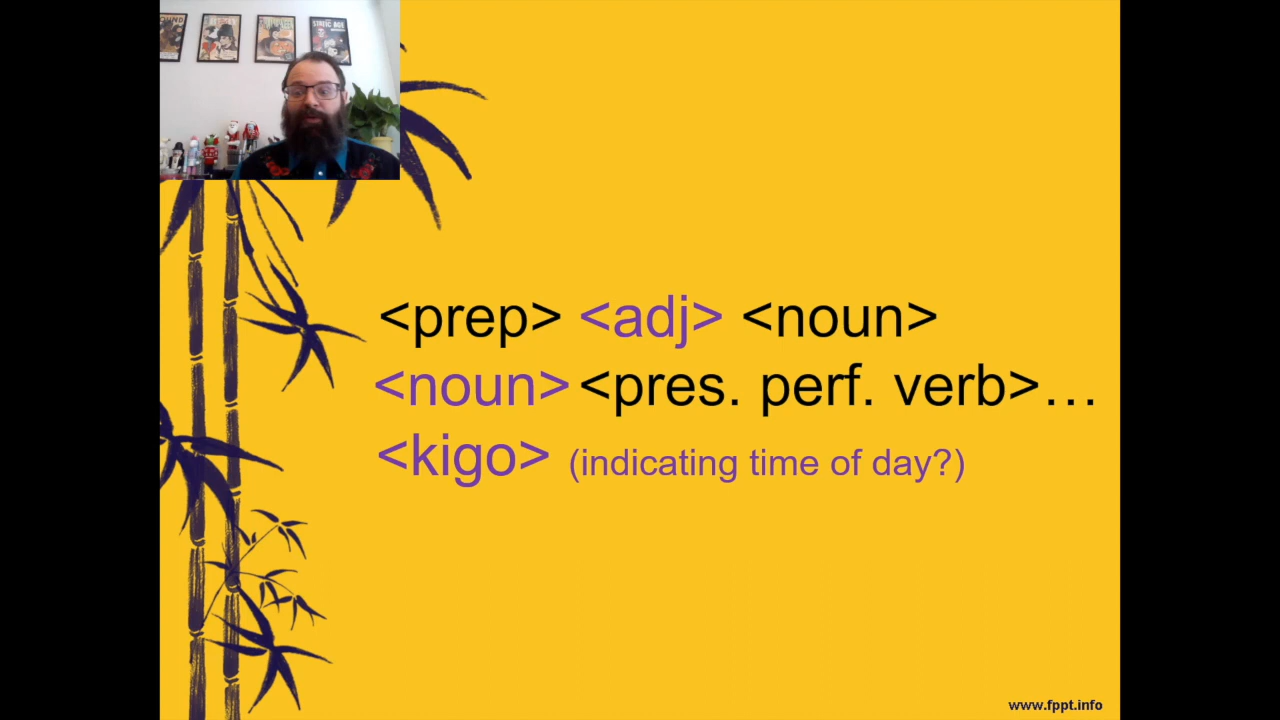 <prep> <adj> <noun>
<noun> <pres. perf. verb>…
<kigo> (indicating time of day?)
www.fppt.info